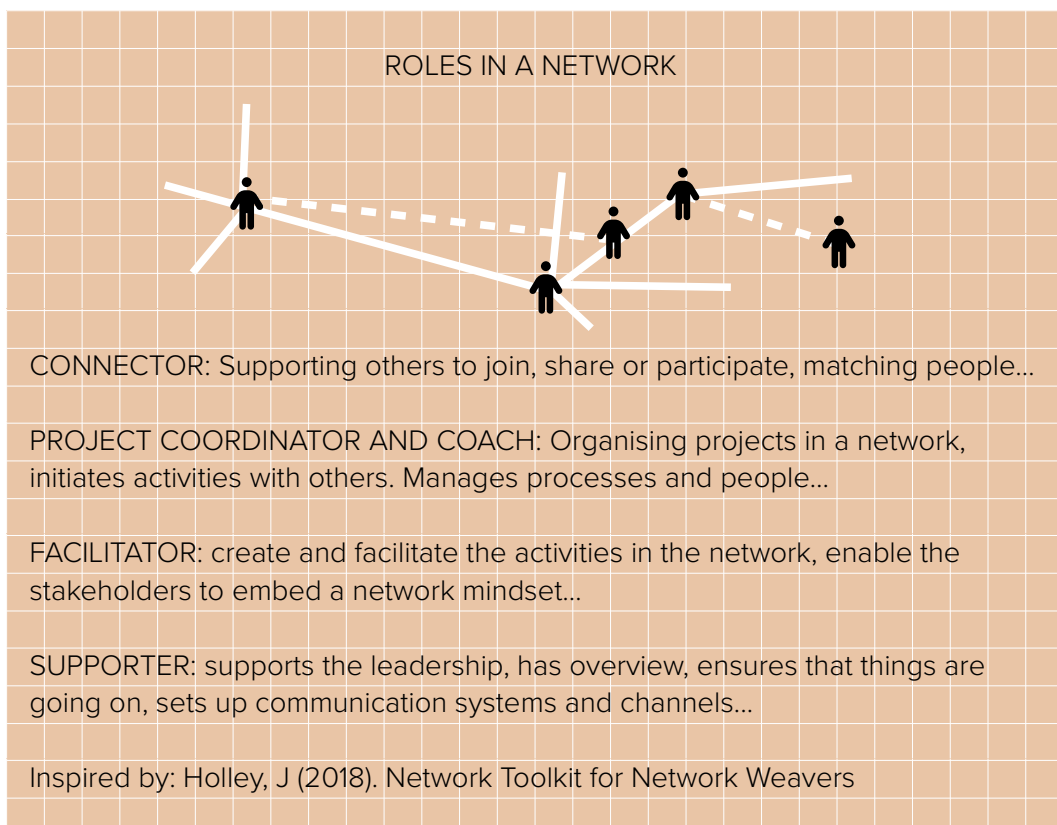 ROLES IN A NETWORK
CONNECTOR: Supporting others to join, share or participate, matching people...
PROJECT COORDINATOR AND COACH: Organising projects in a network,
initiates activities with others. Manages processes and people...
FACILITATOR: create and facilitate the activities in the network, enable the
stakeholders to embed a network mindset...
SUPPORTER: supports the leadership, has overview, ensures that things are
going on, sets up communication systems and channels...
Inspired by: Holley, J (2018). Network Toolkit for Network Weavers